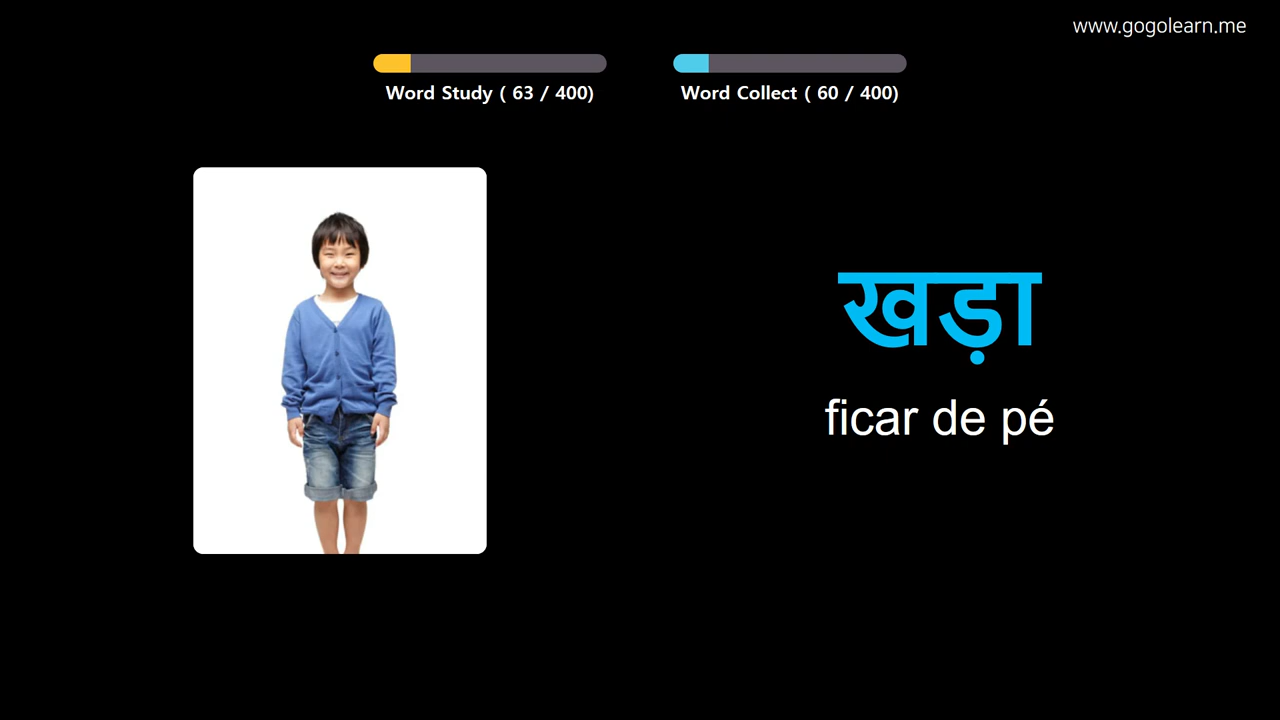 www.gogolearn.me
Word Study ( 63 / 400)
Word Collect ( 60 / 400)
खड़ा
ficar de pé